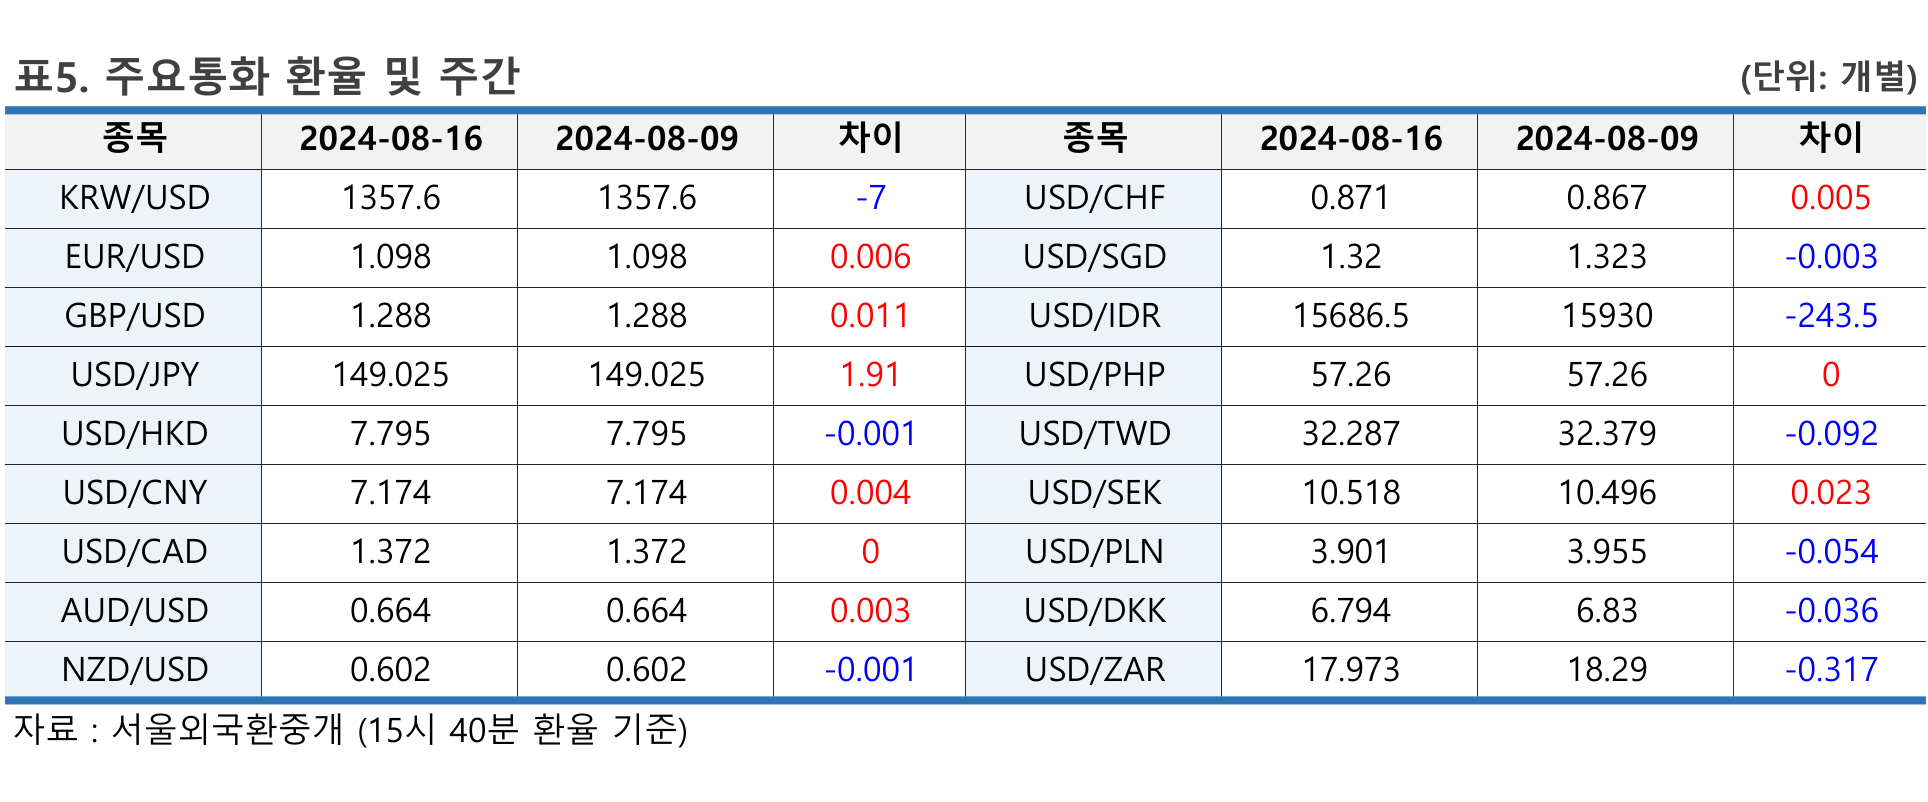 표5. 주요통화 환율 및 주간
(단위: 개별)
종목 2024-08-16 2024-08-09 차이 종목 2024-08-16 2024-08-09 차이
KRW/USD 1357.6 1357.6 -7 USD/CHF 0.871 0.867 0.005
EUR/USD 1.098 1.098 0.006 USD/SGD 1.32 1.323 -0.003
GBP/USD 1.288 1.288 0.011 USD/IDR 15686.5 15930 -243.5
USD/JPY 149.025 149.025 1.91 USD/PHP 57.26 57.26 0
USD/HKD 7.795 7.795 -0.001 USD/TWD 32.287 32.379 -0.092
USD/CNY 7.174 7.174 0.004 USD/SEK 10.518 10.496 0.023
USD/CAD 1.372 1.372 0 USD/PLN 3.901 3.955 -0.054
AUD/USD 0.664 0.664 0.003 USD/DKK 6.794 6.83 -0.036
NZD/USD 0.602 0.602 -0.001 USD/ZAR 17.973 18.29 -0.317
자료 : 서울외국환중개 (15시 40분 환율 기준)